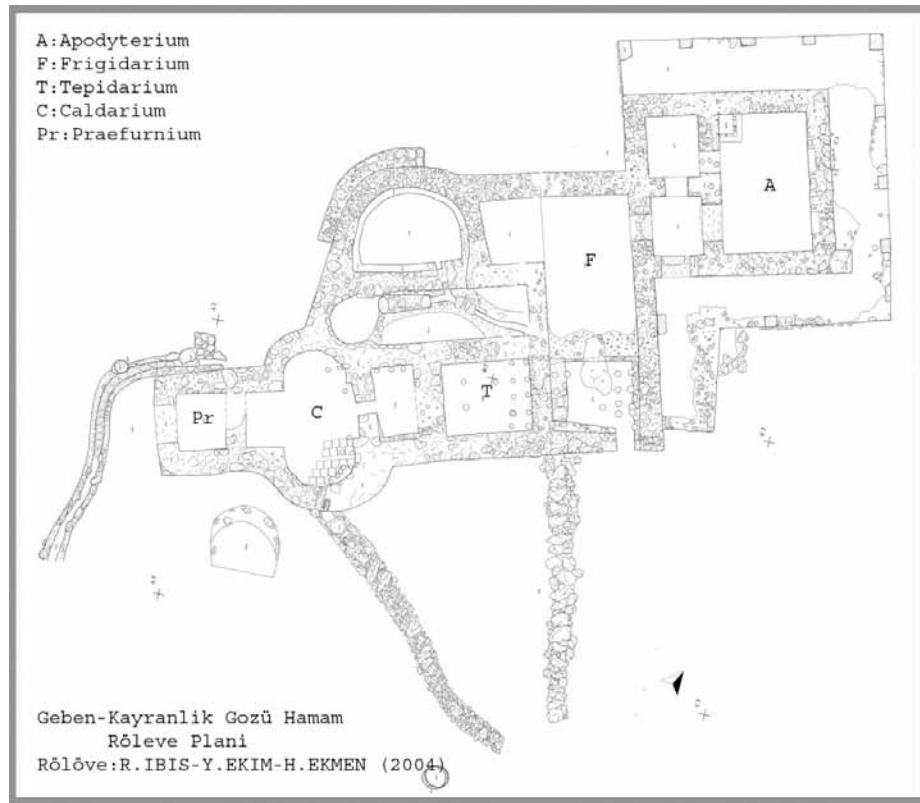 A:Apodyterium
F:Frigidarium
T:Tepidarium
C:Caldarium
Pr:Praefurnium
A
F
T
C
Pr
Geben-Kayranlik Gozü Hamam
Röleve Plani
Rölöve:R.IBIS-Y.EKIM-H.EKMEN (2004)